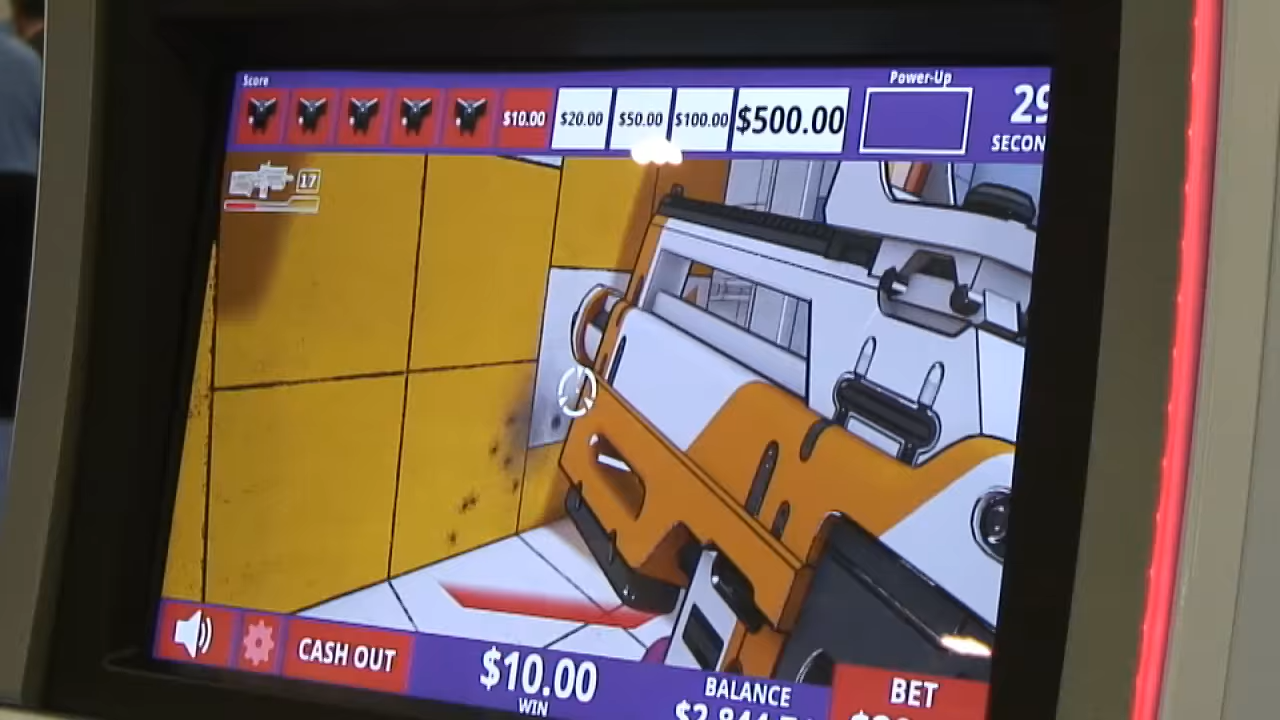 Score
$10.00 $20.00 $50.00 $100.00 $500.00
Power-Up
29
17
CASH OUT
$10.00
WIN
BALANCE
BET